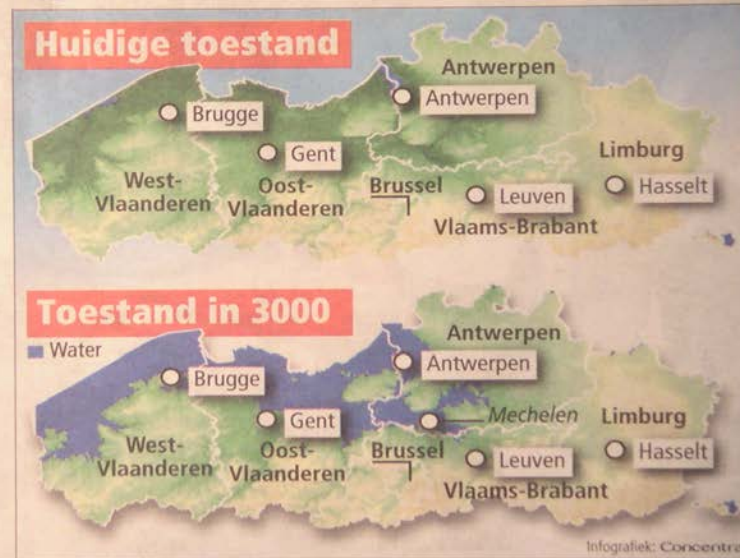 Huidige toestand
Antwerpen
Antwerpen
Brugge
Gent
Limburg
West-
Vlaanderen
Oost-
Vlaanderen
Brussel
Leuven
Hasselt
Vlaams-Brabant
Toestand in 3000
Water
Antwerpen
Antwerpen
Brugge
Gent
Mechelen
Limburg
West-
Vlaanderen
Oost-
Vlaanderen
Brussel
Leuven
Hasselt
Vlaams-Brabant
Infografiek: Concentra